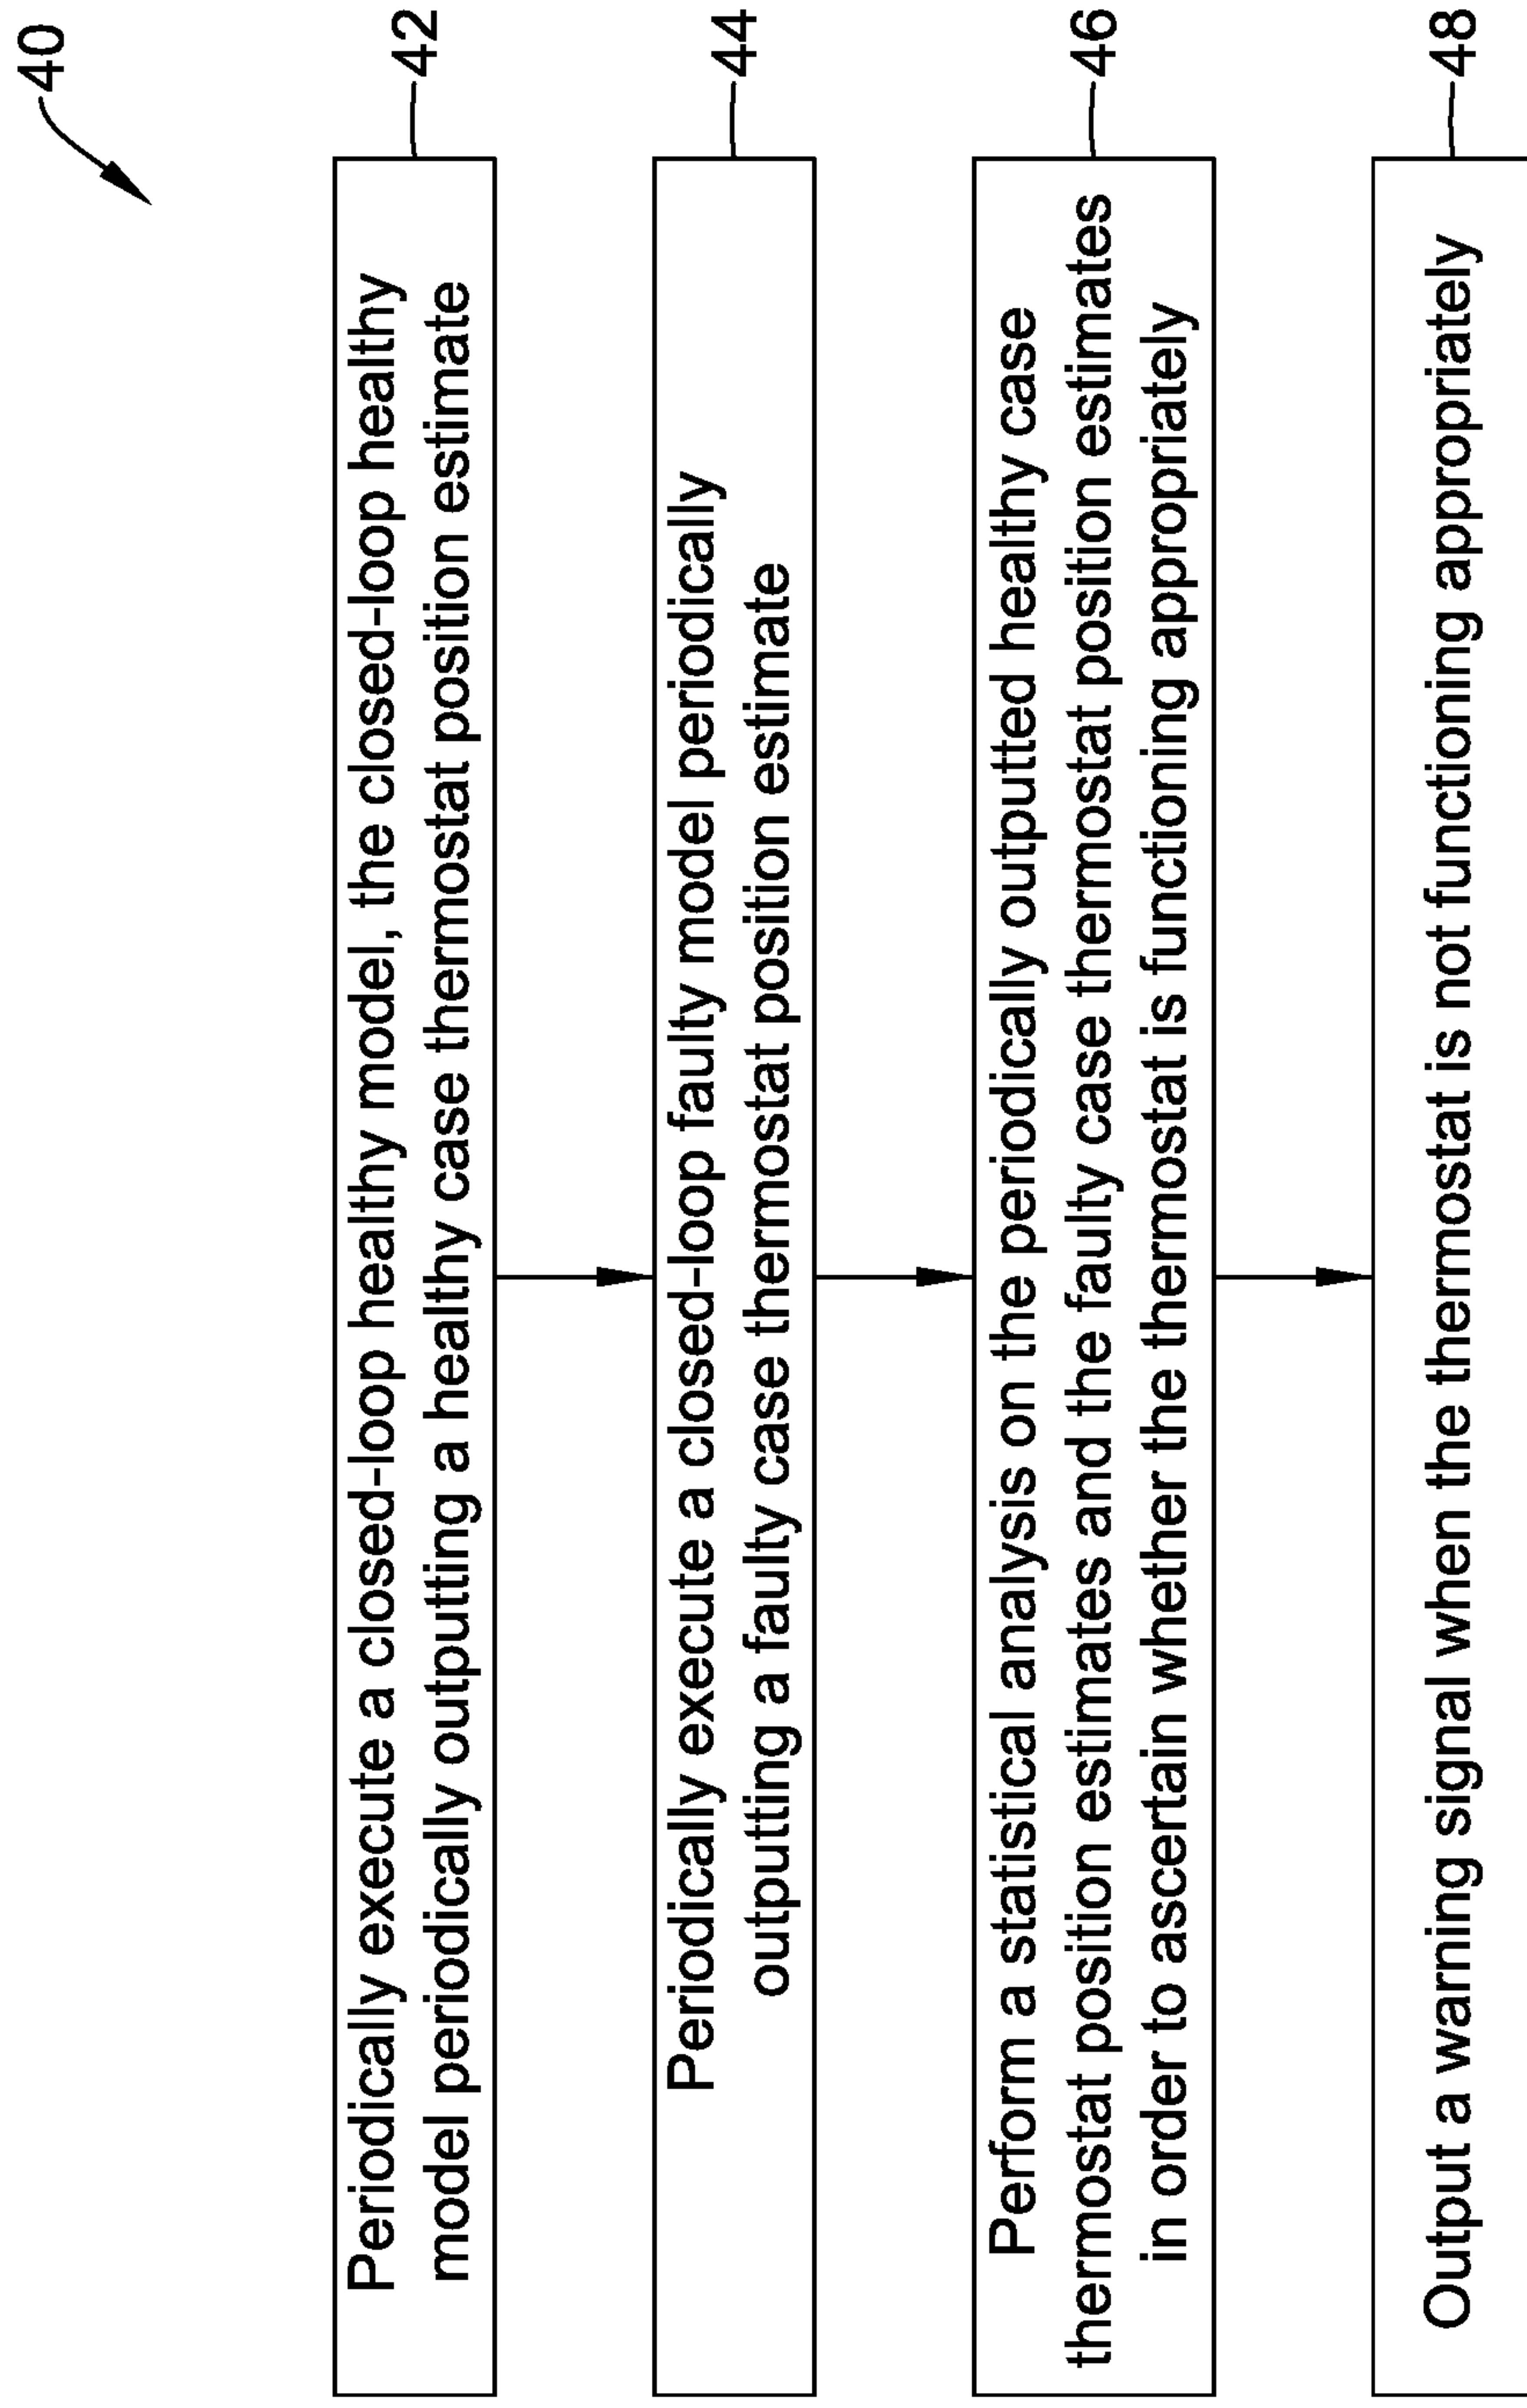 40
Periodically execute a closed-loop healthy model, the closed-loop healthy
model periodically outputting a healthy case thermostat position estimate
42
Periodically execute a closed-loop faulty model periodically
outputting a faulty case thermostat position estimate
44
Perform a statistical analysis on the periodically outputted healthy case
thermostat position estimates and the faulty case thermostat position estimates
in order to ascertain whether the thermostat is functioning appropriately
46
Output a warning signal when the thermostat is not functioning appropriately
48